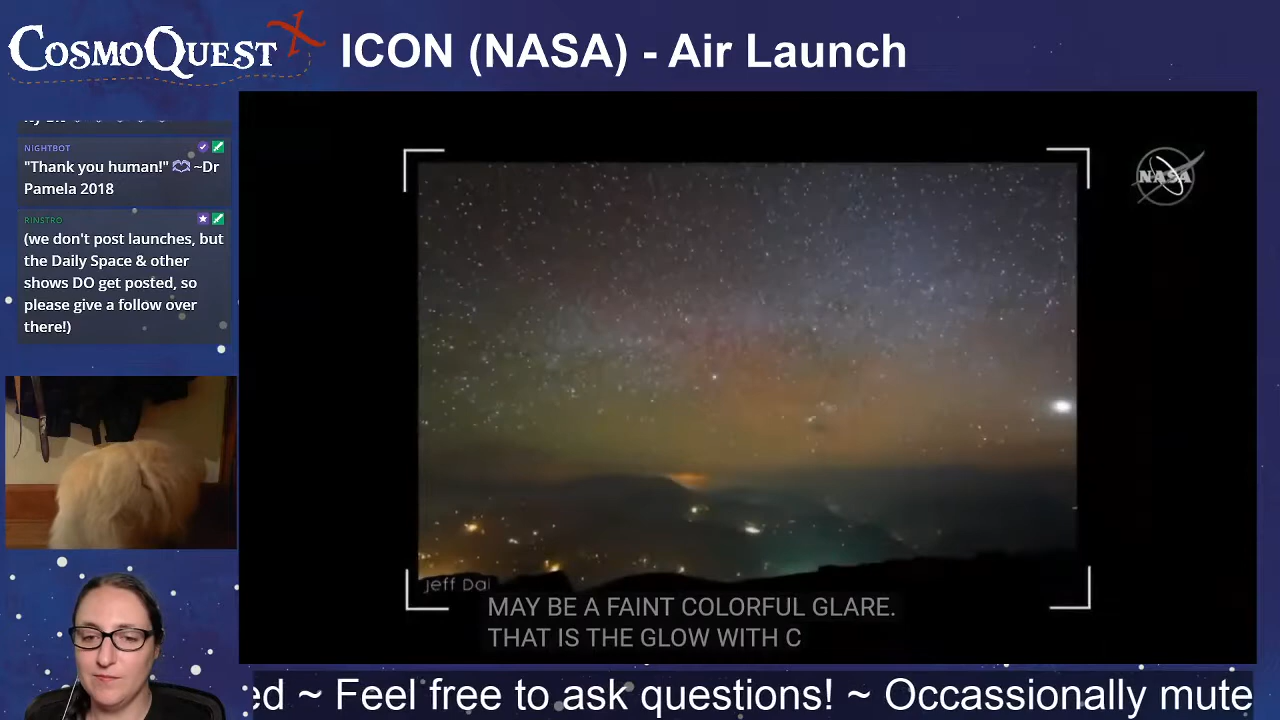 COSMOQUEST X
ICON (NASA) - Air Launch
NIGHTBOT
"Thank you human!" ~Dr
Pamela 2018
RINSTRO
(we don't post launches, but
the Daily Space & other
shows DO get posted, so
please give a follow over
there!)
NASA
Jeff Dai
MAY BE A FAINT COLORFUL GLARE.
THAT IS THE GLOW WITH C
ed ~ Feel free to ask questions! ~ Occassionally mute